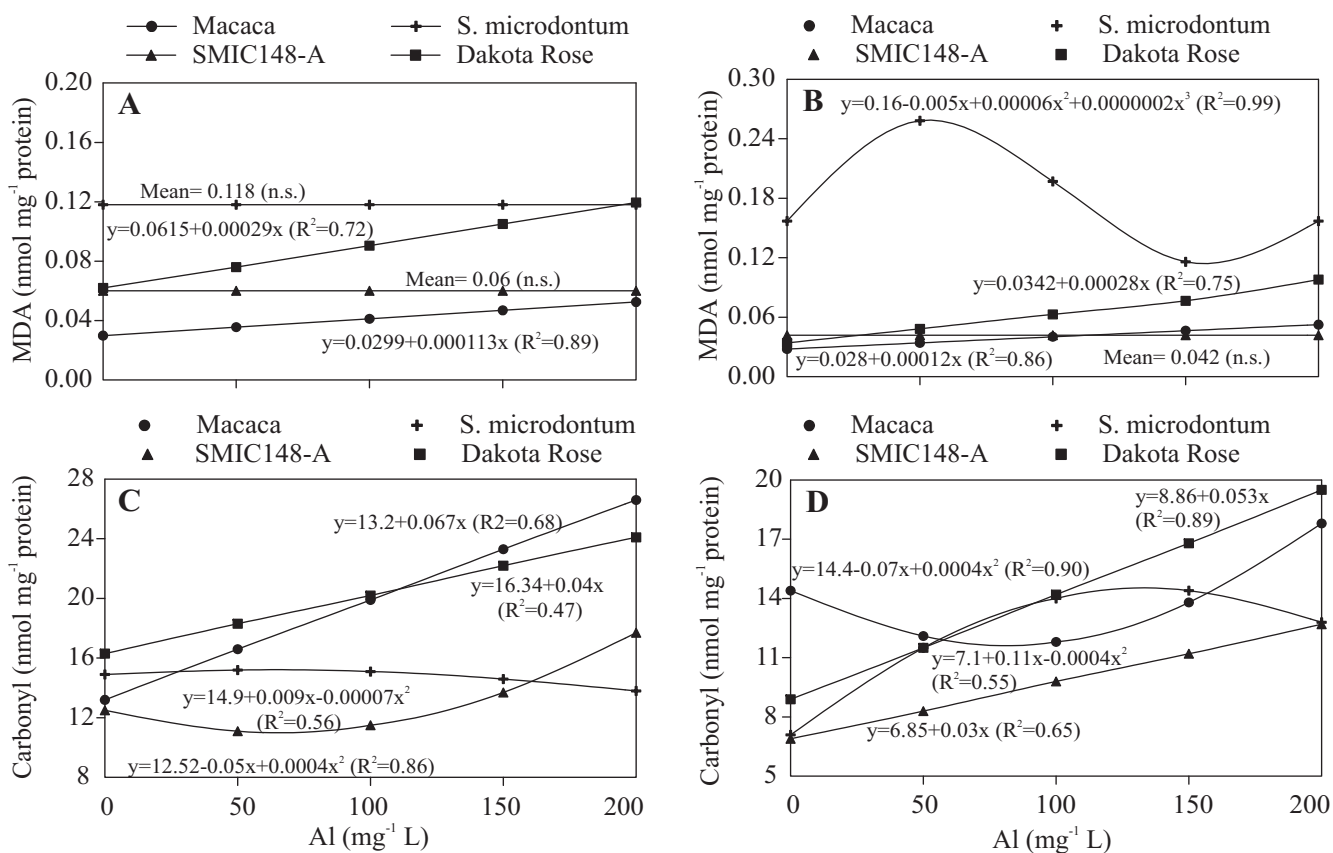 Macaca
S. microdontum
SMIC148-A
Dakota Rose
A
0.20
0.16
0.12
0.08
0.04
0.00
MDA (nmol mg⁻¹ protein)
Mean= 0.118 (n.s.)
y=0.0615+0.00029x (R²=0.72)
Mean= 0.06 (n.s.)
y=0.0299+0.000113x (R²=0.89)
Macaca
S. microdontum
SMIC148-A
Dakota Rose
B
0.30
0.24
0.18
0.12
0.06
0.00
MDA (nmol mg⁻¹ protein)
y=0.16-0.005x+0.00006x²+0.0000002x³ (R²=0.99)
y=0.0342+0.00028x (R²=0.75)
y=0.028+0.00012x (R²=0.86)
Mean= 0.042 (n.s.)
Macaca
S. microdontum
SMIC148-A
Dakota Rose
C
28
24
20
16
12
8
Carbonyl (nmol mg⁻¹ protein)
y=13.2+0.067x (R2=0.68)
y=16.34+0.04x
(R²=0.47)
y=14.9+0.009x-0.00007x²
(R²=0.56)
y=12.52-0.05x+0.0004x² (R²=0.86)
0 50 100 150 200
Al (mg⁻¹ L)
Macaca
S. microdontum
SMIC148-A
Dakota Rose
D
20
17
14
11
8
5
Carbonyl (nmol mg⁻¹ protein)
y=8.86+0.053x
(R²=0.89)
y=14.4-0.07x+0.0004x² (R²=0.90)
y=7.1+0.11x-0.0004x²
(R²=0.55)
y=6.85+0.03x (R²=0.65)
0 50 100 150 200
Al (mg⁻¹ L)